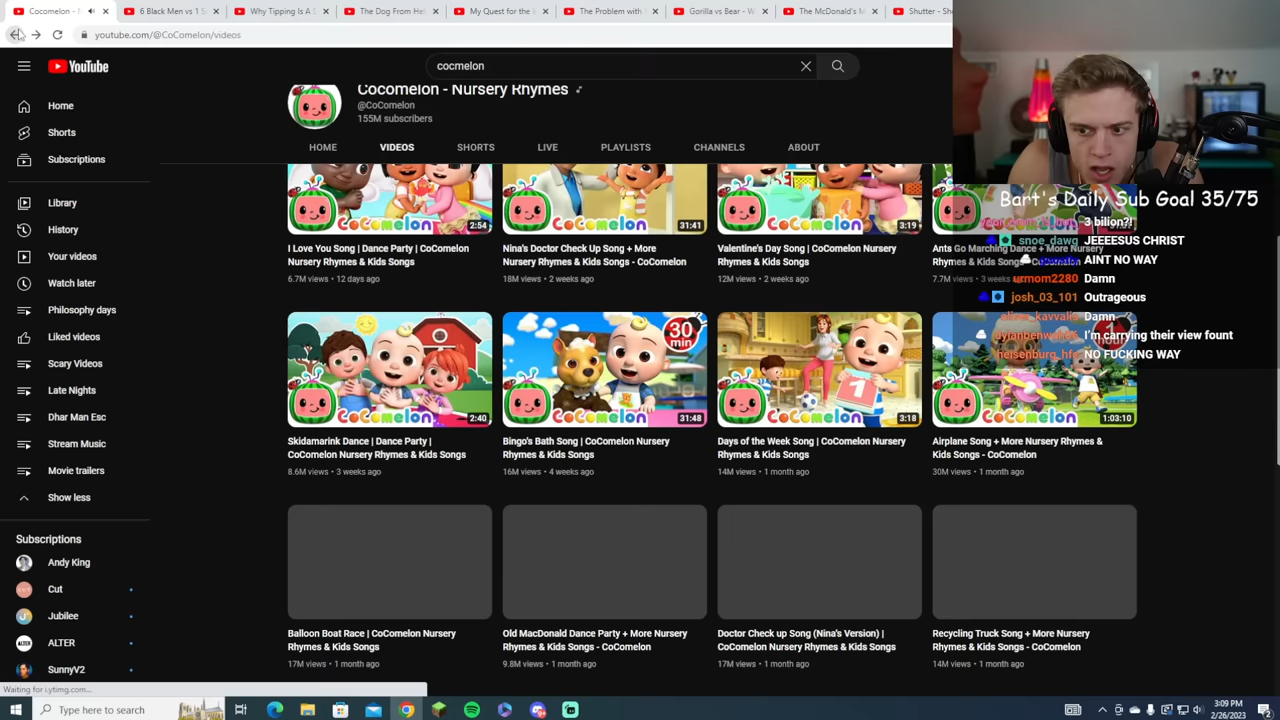 Cocomelon - N
6 Black Men vs 1 S
Why Tipping Is A S
The Dog From Hel
My Quest for the
The Problem with
Gorilla vs Bear - W
The McDonald's M
Shutter - Sho
youtube.com/@CoComelon/videos
YouTube
cocmelon
Home
Shorts
Subscriptions
Library
History
Your videos
Watch later
Philosophy days
Liked videos
Scary Videos
Late Nights
Dhar Man Esc
Stream Music
Movie trailers
Show less
Subscriptions
Andy King
Cut
Jubilee
ALTER
SunnyV2
Waiting for i.ytimg.com...
Cocomelon - Nursery Rhymes
@CoComelon
155M subscribers
HOME
VIDEOS
SHORTS
LIVE
PLAYLISTS
CHANNELS
ABOUT
COCOMELON
2:54
I Love You Song | Dance Party | CoComelon
Nursery Rhymes & Kids Songs
6.7M views • 12 days ago
COCOMELON
31:41
Nina's Doctor Check Up Song + More
Nursery Rhymes & Kids Songs - CoComelon
18M views • 2 weeks ago
COCOMELON
3:19
Valentine's Day Song | CoComelon Nursery
Rhymes & Kids Songs
12M views • 2 weeks ago
Ants Go Marching Dance + More Nursery
Rhymes & Kids Songs - CoComelon
7.7M views • 3 weeks ago
COCOMELON
2:40
Skidamarink Dance | Dance Party |
CoComelon Nursery Rhymes & Kids Songs
8.6M views • 3 weeks ago
30
min
COCOMELON
31:48
Bingo's Bath Song | CoComelon Nursery
Rhymes & Kids Songs
16M views • 4 weeks ago
1
COCOMELON
3:18
Days of the Week Song | CoComelon Nursery
Rhymes & Kids Songs
14M views • 1 month ago
COCOMELON
1:03:10
Airplane Song + More Nursery Rhymes &
Kids Songs - CoComelon
30M views • 1 month ago
Balloon Boat Race | CoComelon Nursery
Rhymes & Kids Songs
17M views • 1 month ago
Old MacDonald Dance Party + More Nursery
Rhymes & Kids Songs - CoComelon
9.8M views • 1 month ago
Doctor Check up Song (Nina's Version) |
CoComelon Nursery Rhymes & Kids Songs
17M views • 1 month ago
Recycling Truck Song + More Nursery
Rhymes & Kids Songs - CoComelon
14M views • 1 month ago
Bart's Daily Sub Goal 35/75
3 bilion?!
snoe_dawg JEEEESUS CHRIST
AINT NO WAY
urmom2280 Damn
josh_03_101 Outrageous
Damn
I'm carrying their view fount
heisenburg_hfc NO FUCKING WAY
Type here to search
3:09 PM
2/26/2023
2